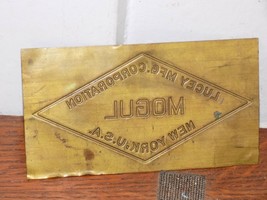 LUCEY MFG. CORPORATION
MOGUL
NEW YORK, U.S.A.